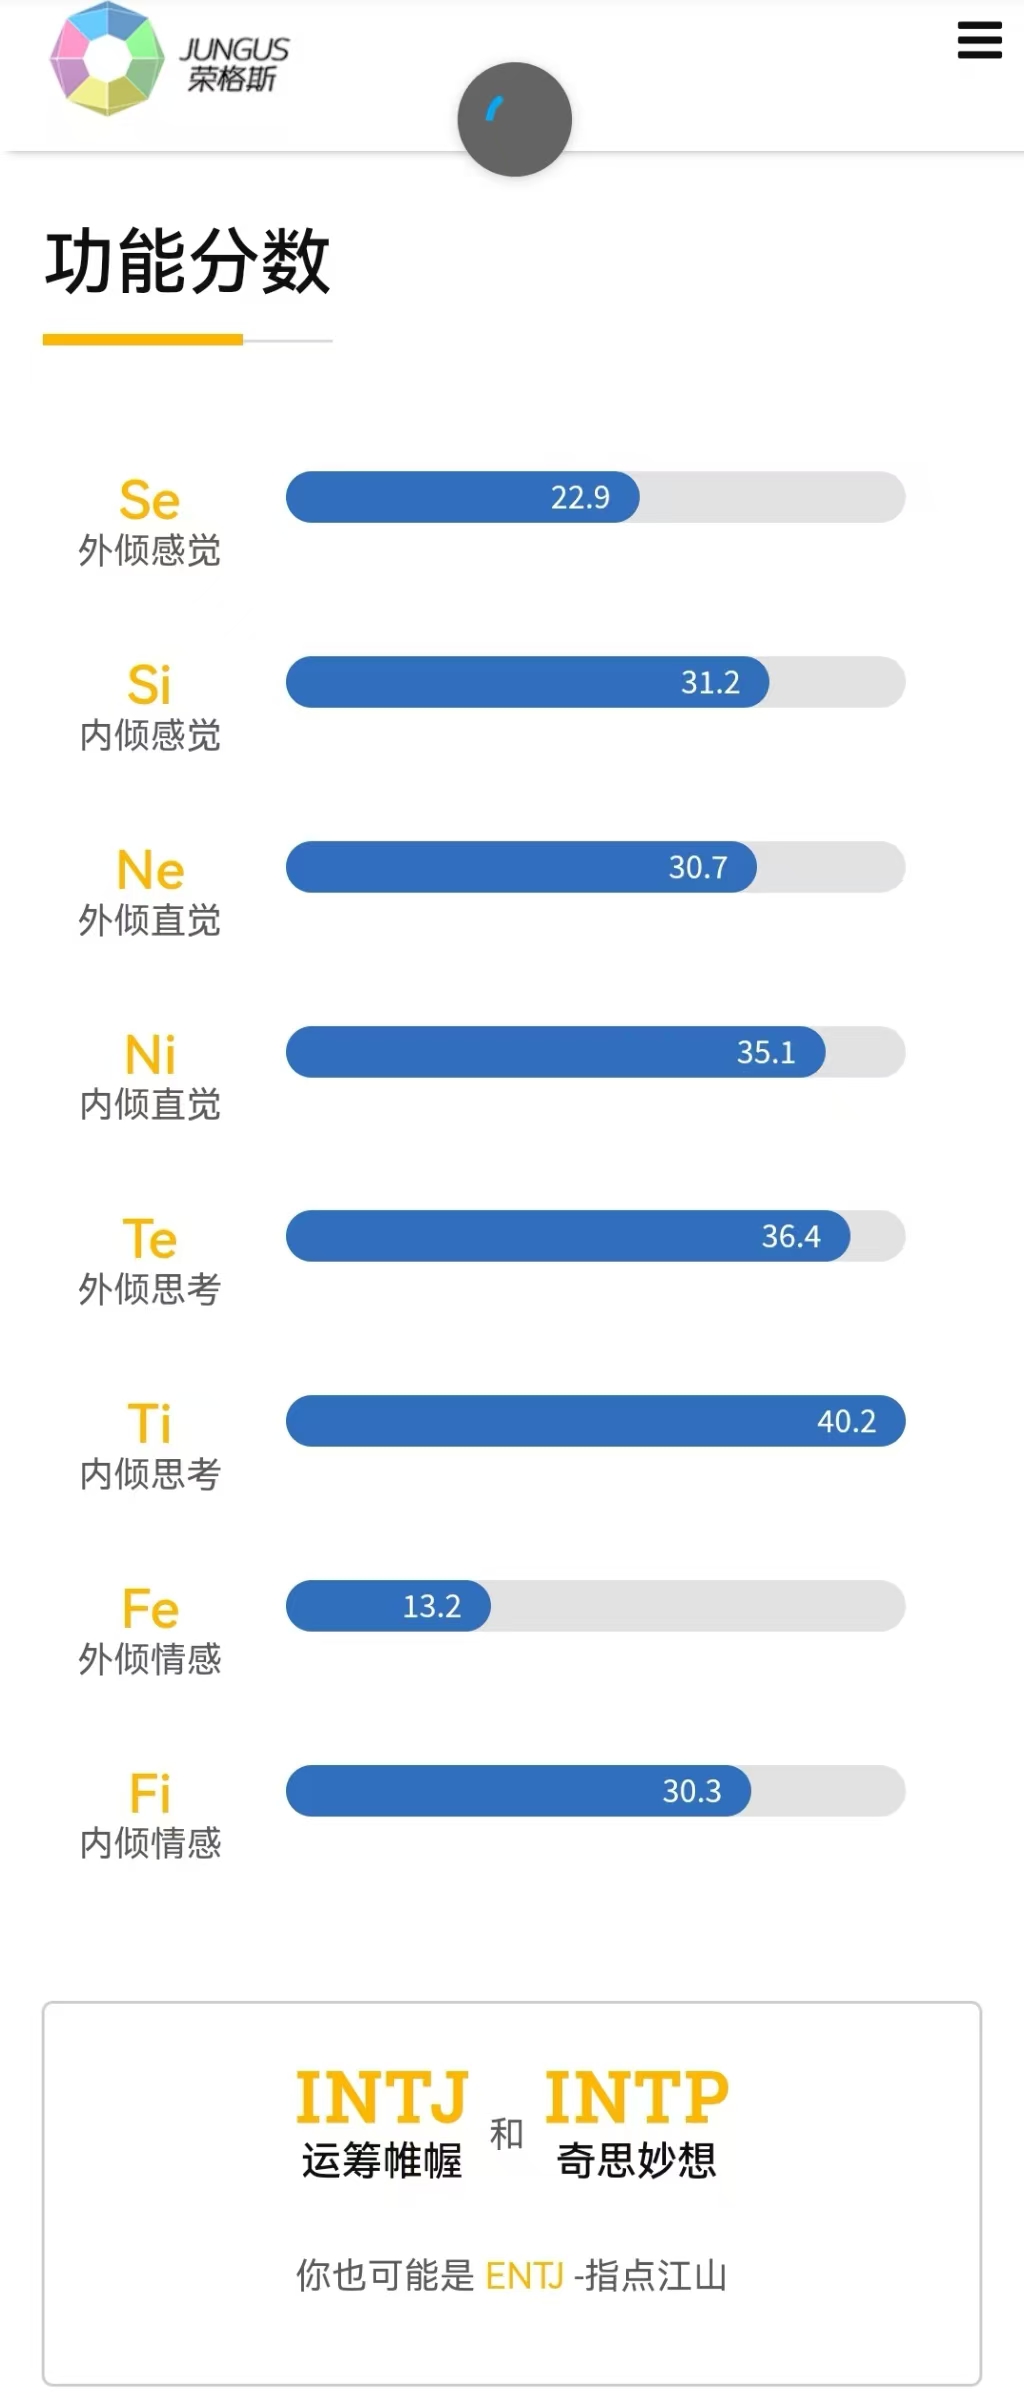 JUNGUS
荣格斯
功能分数
Se
22.9
外倾感觉
Si
31.2
内倾感觉
Ne
30.7
外倾直觉
Ni
35.1
内倾直觉
Te
36.4
外倾思考
Ti
40.2
内倾思考
Fe
13.2
外倾情感
Fi
30.3
内倾情感
INTJ 和 INTP
运筹帷幄 奇思妙想
你也可能是 ENTJ -指点江山